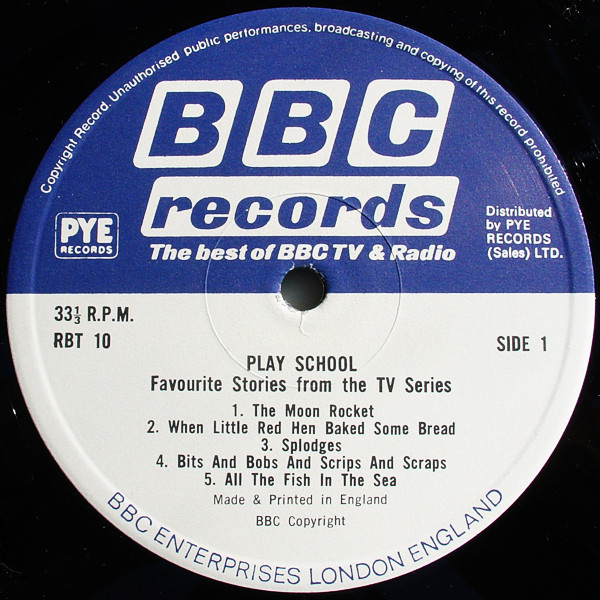 Copyright Record. Unauthorised public performances, broadcasting and copying of this record prohibited
BBC
records
The best of BBC TV & Radio
PYE
RECORDS
Distributed
by PYE
RECORDS
(Sales) LTD.
33⅓ R.P.M.
RBT 10
SIDE 1
PLAY SCHOOL
Favourite Stories from the TV Series
1. The Moon Rocket
2. When Little Red Hen Baked Some Bread
3. Splodges
4. Bits And Bobs And Scrips And Scraps
5. All The Fish In The Sea
Made & Printed in England
BBC Copyright
BBC ENTERPRISES LONDON ENGLAND